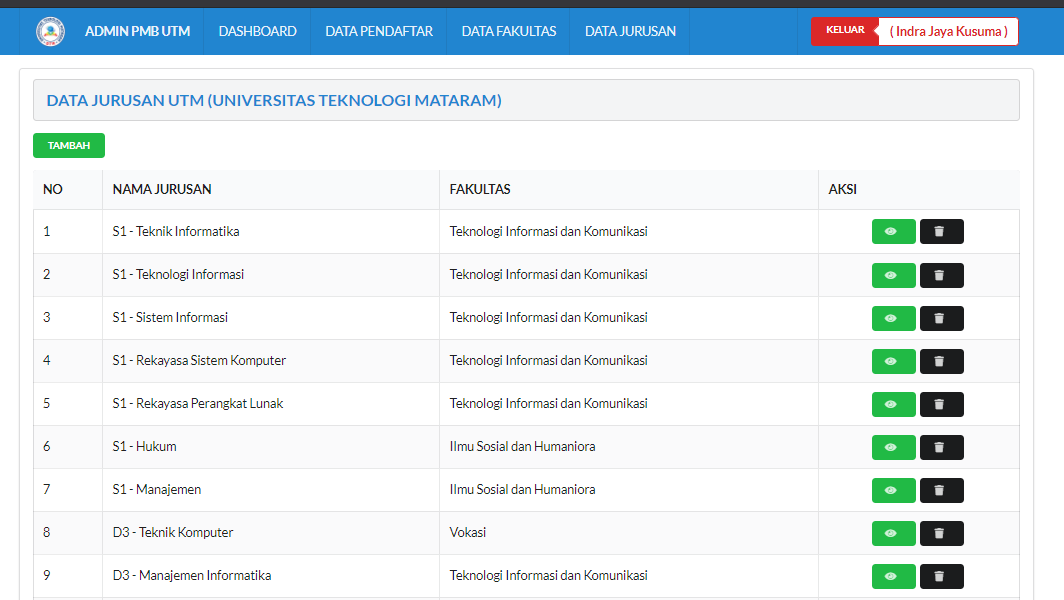 ADMIN PMB UTM DASHBOARD DATA PENDAFTAR DATA FAKULTAS DATA JURUSAN KELUAR ( Indra Jaya Kusuma )
DATA JURUSAN UTM (UNIVERSITAS TEKNOLOGI MATARAM)
TAMBAH
NO NAMA JURUSAN FAKULTAS AKSI
1 S1 - Teknik Informatika Teknologi Informasi dan Komunikasi
2 S1 - Teknologi Informasi Teknologi Informasi dan Komunikasi
3 S1 - Sistem Informasi Teknologi Informasi dan Komunikasi
4 S1 - Rekayasa Sistem Komputer Teknologi Informasi dan Komunikasi
5 S1 - Rekayasa Perangkat Lunak Teknologi Informasi dan Komunikasi
6 S1 - Hukum Ilmu Sosial dan Humaniora
7 S1 - Manajemen Ilmu Sosial dan Humaniora
8 D3 - Teknik Komputer Vokasi
9 D3 - Manajemen Informatika Teknologi Informasi dan Komunikasi